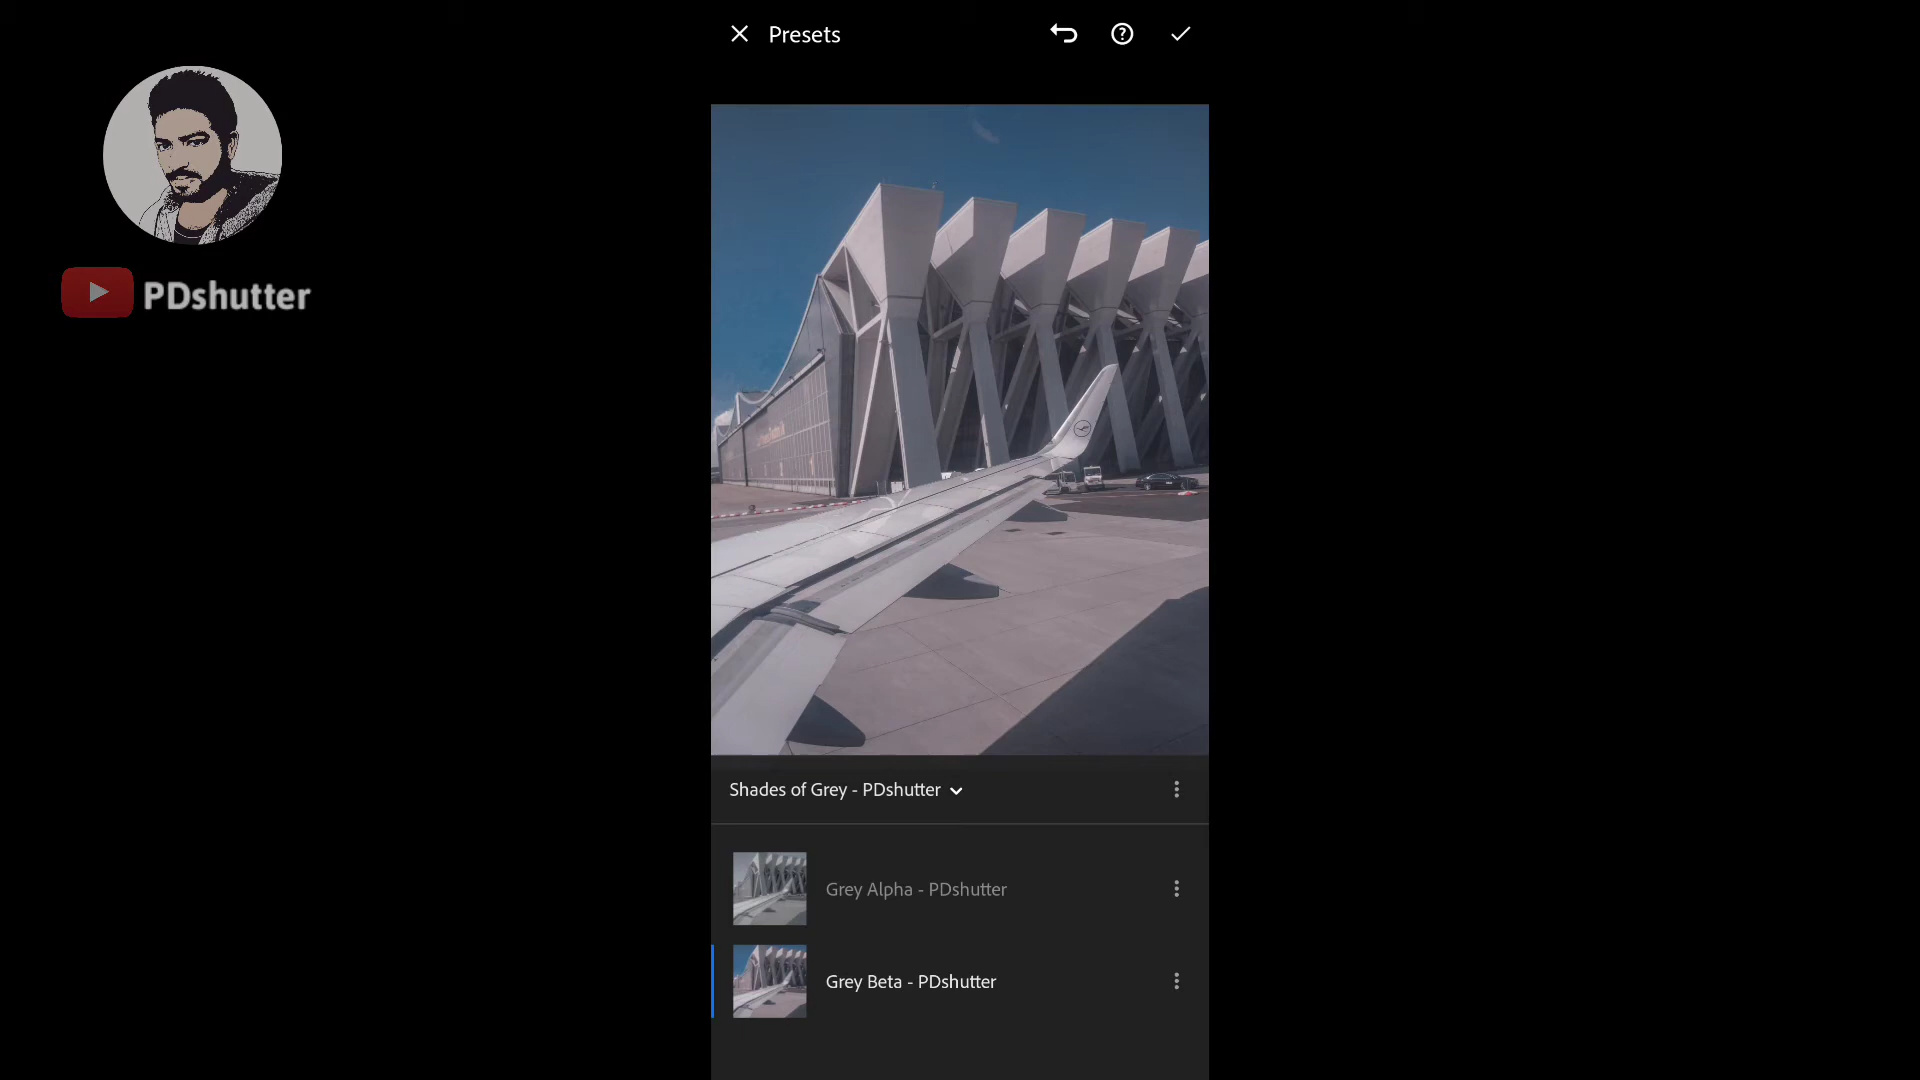 Presets
PDshutter
Shades of Grey - PDshutter
Grey Alpha - PDshutter
Grey Beta - PDshutter